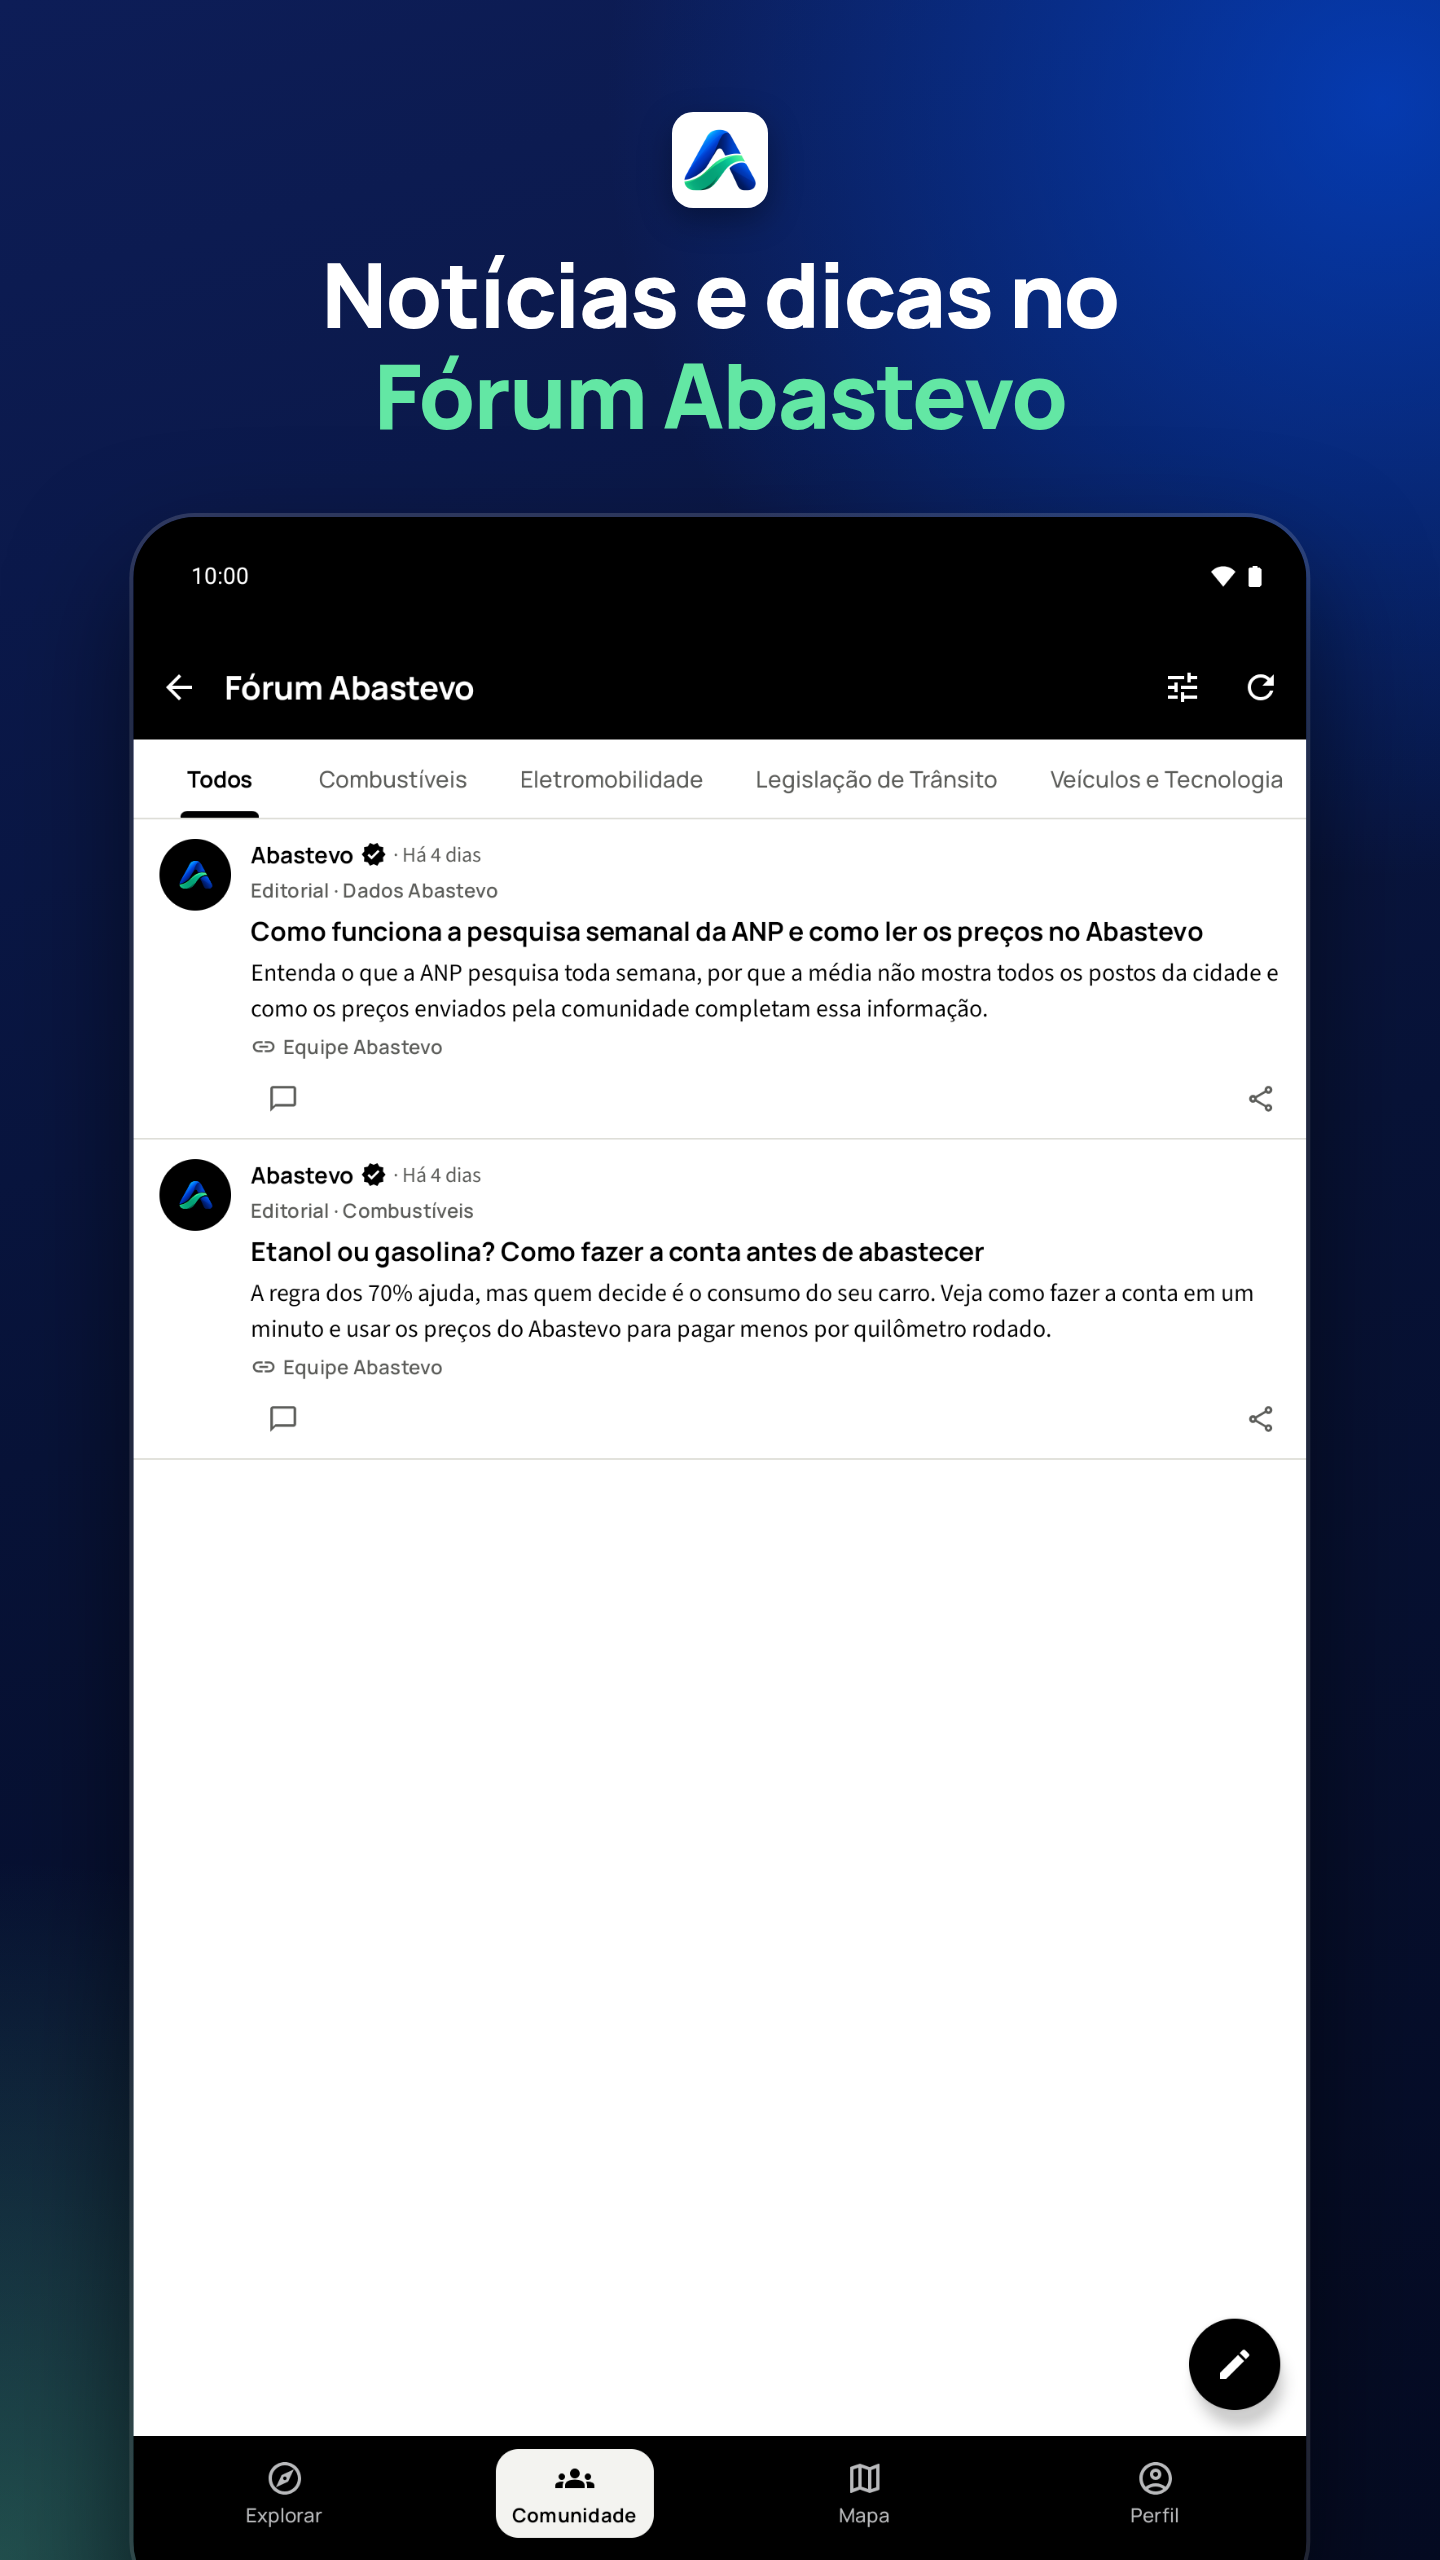 Notícias e dicas no
Fórum Abastevo
10:00
Fórum Abastevo
Todos
Combustíveis
Eletromobilidade
Legislação de Trânsito
Veículos e Tecnologia
Abastevo · Há 4 dias
Editorial · Dados Abastevo
Como funciona a pesquisa semanal da ANP e como ler os preços no Abastevo
Entenda o que a ANP pesquisa toda semana, por que a média não mostra todos os postos da cidade e
como os preços enviados pela comunidade completam essa informação.
Equipe Abastevo
Abastevo · Há 4 dias
Editorial · Combustíveis
Etanol ou gasolina? Como fazer a conta antes de abastecer
A regra dos 70% ajuda, mas quem decide é o consumo do seu carro. Veja como fazer a conta em um
minuto e usar os preços do Abastevo para pagar menos por quilômetro rodado.
Equipe Abastevo
Explorar
Comunidade
Mapa
Perfil